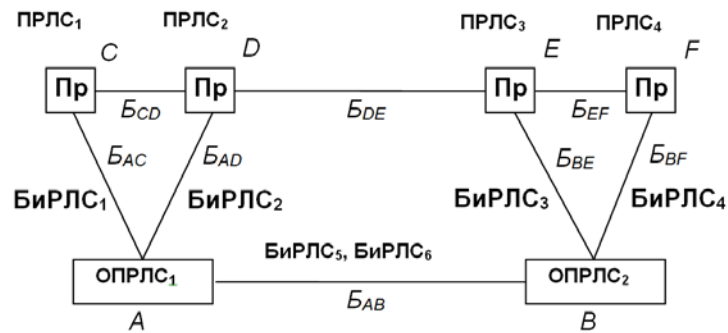 ПРЛС₁ ПРЛС₂ ПРЛС₃ ПРЛС₄
C D E F
Пр Пр Пр Пр
Б_CD Б_DE Б_EF
Б_AC Б_AD Б_BE Б_BF
БиРЛС₁ БиРЛС₂ БиРЛС₃ БиРЛС₄
БиРЛС₅, БиРЛС₆
ОПРЛС₁ ОПРЛС₂
Б_AB
A B